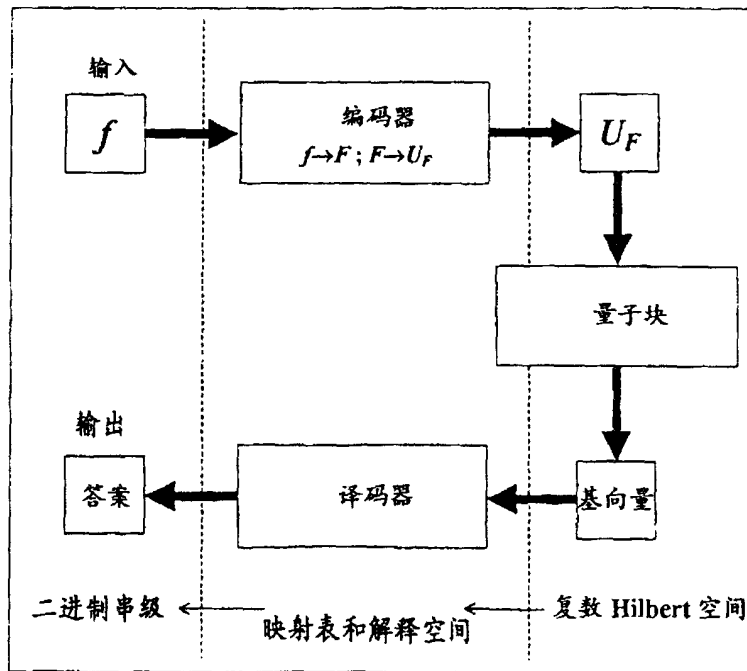 输入
f
编码器
f→F ; F→U_F
U_F
量子块
输出
答案
译码器
基向量
二进制串级
映射表和解释空间
复数 Hilbert 空间